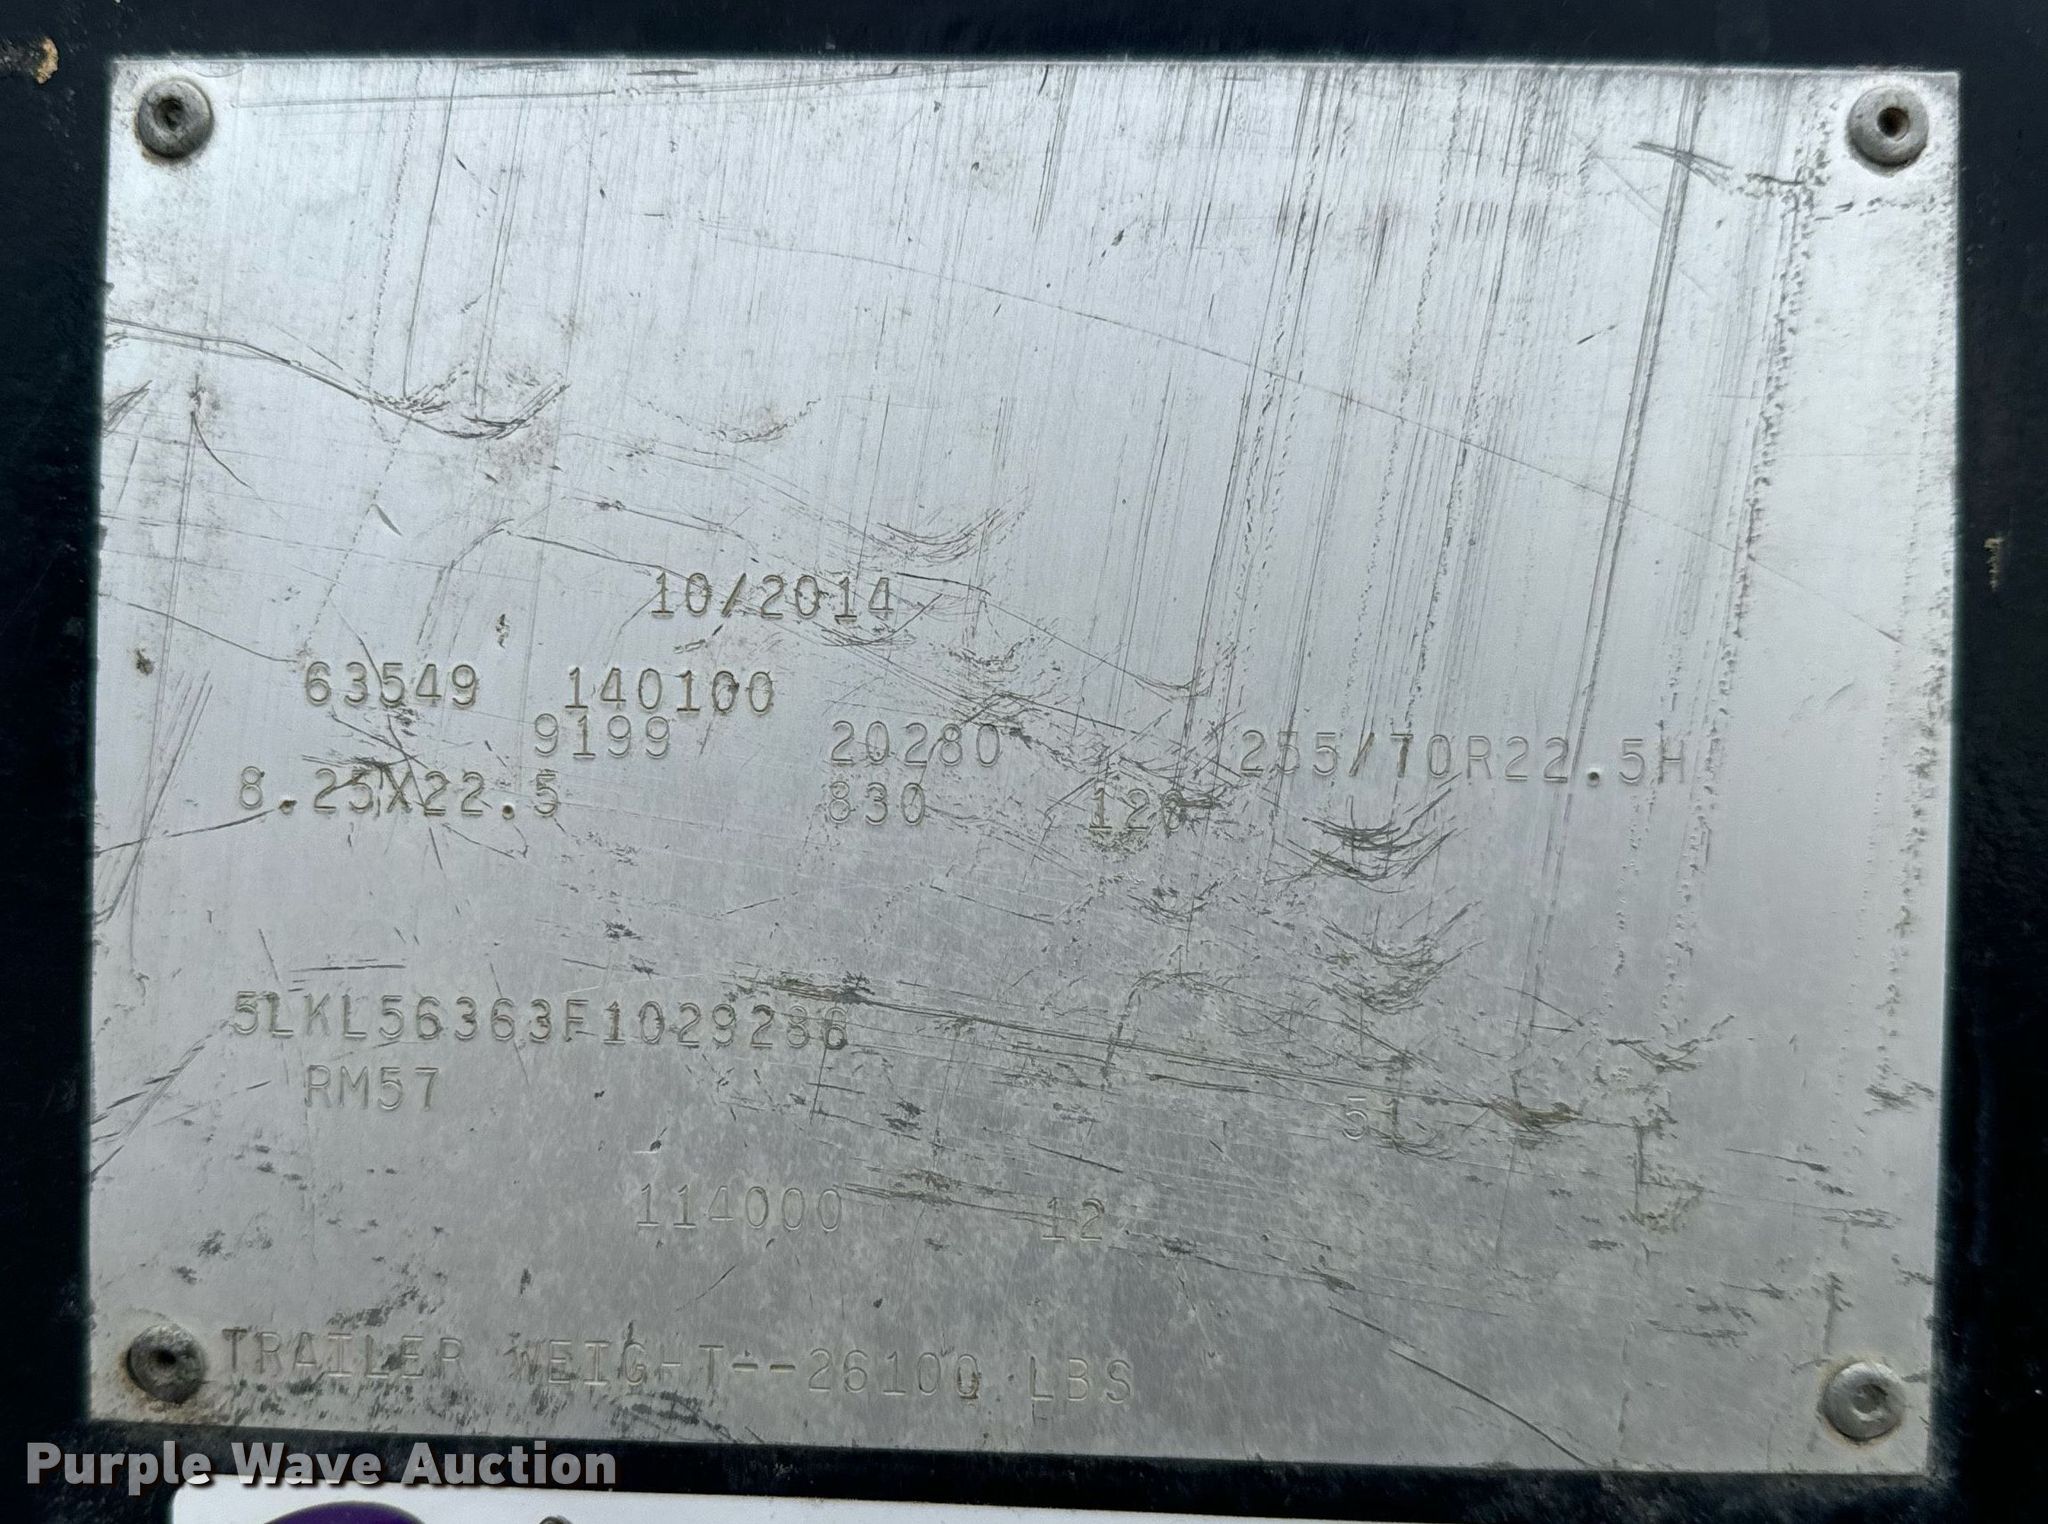 10/2014
63549 140100
9199 20280 255/70R22.5H
8.25X22.5 830 120
5LKL56363F1029286
RM57 51
114000 12
TRAILER WEIGHT--26100 LBS
Purple Wave Auction